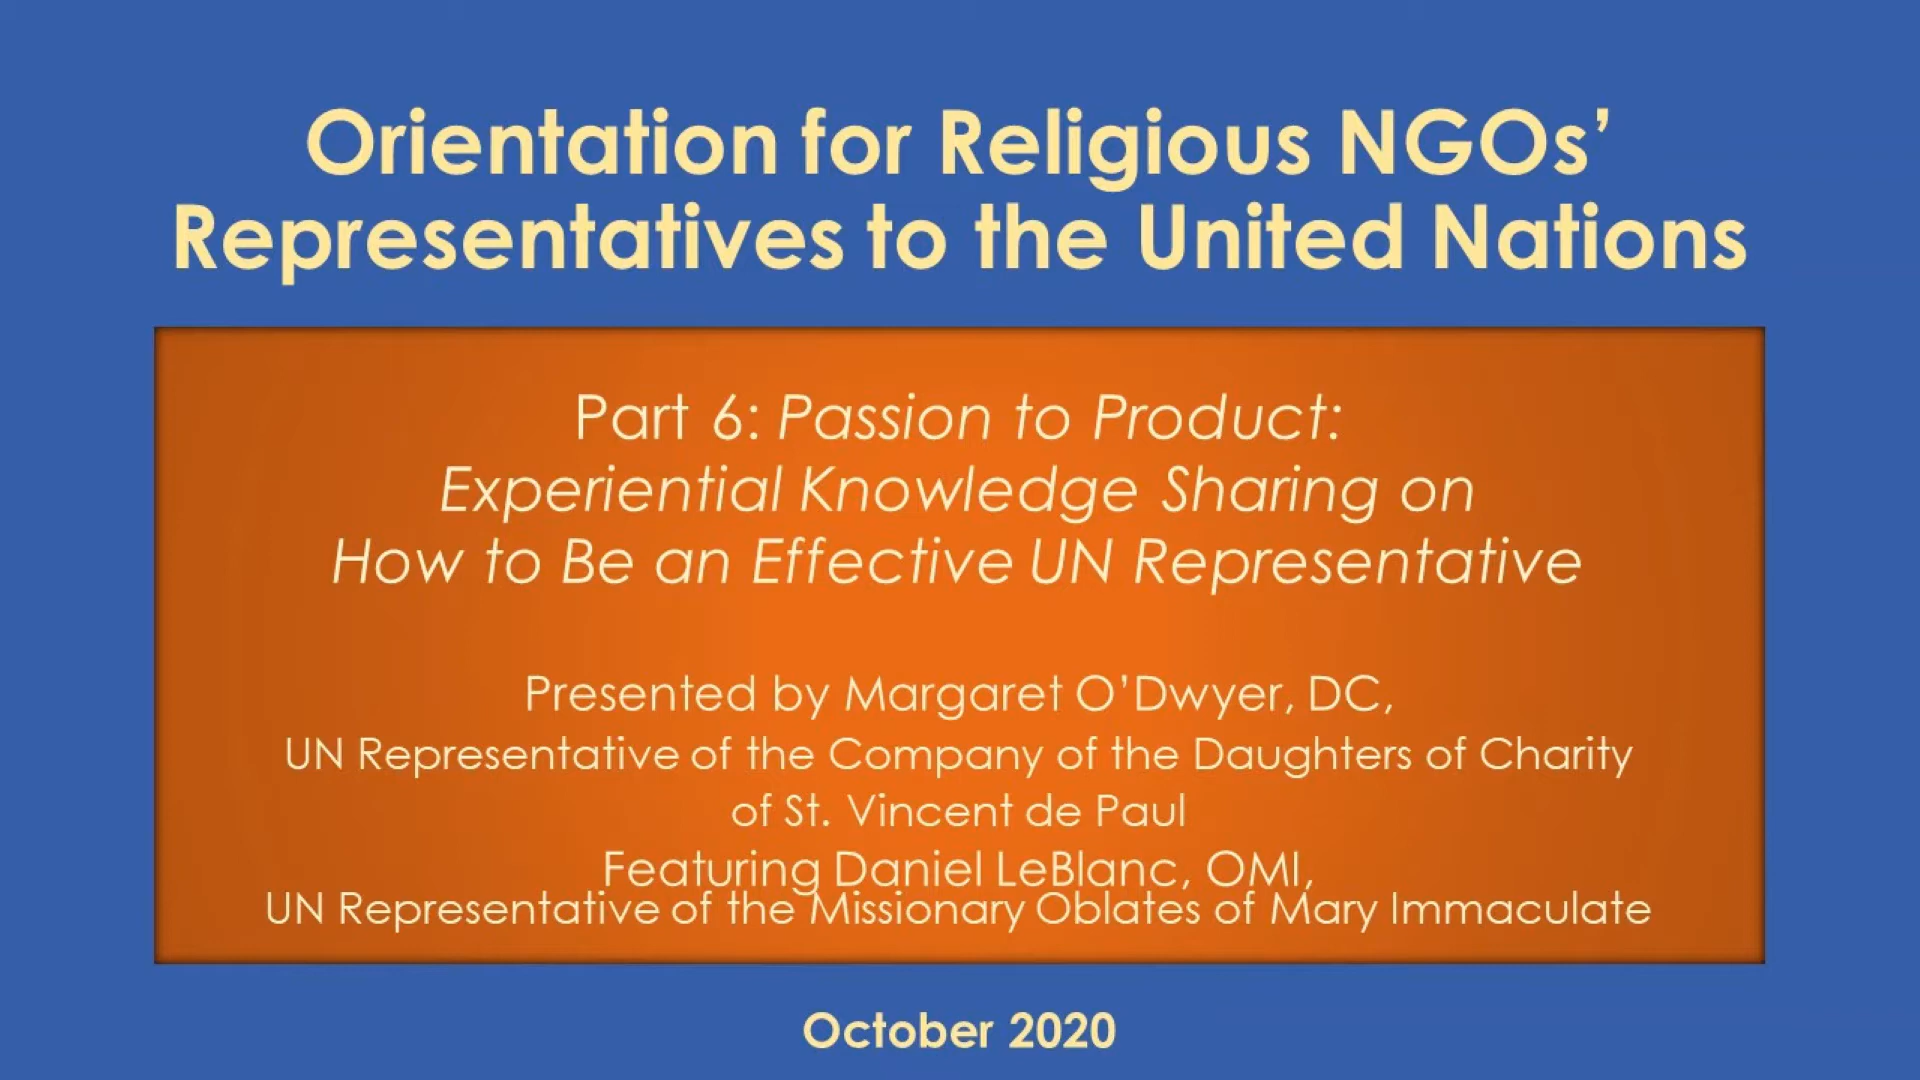 Orientation for Religious NGOs’
Representatives to the United Nations
Part 6: Passion to Product:
Experiential Knowledge Sharing on
How to Be an Effective UN Representative
Presented by Margaret O’Dwyer, DC,
UN Representative of the Company of the Daughters of Charity
of St. Vincent de Paul
Featuring Daniel LeBlanc, OMI,
UN Representative of the Missionary Oblates of Mary Immaculate
October 2020